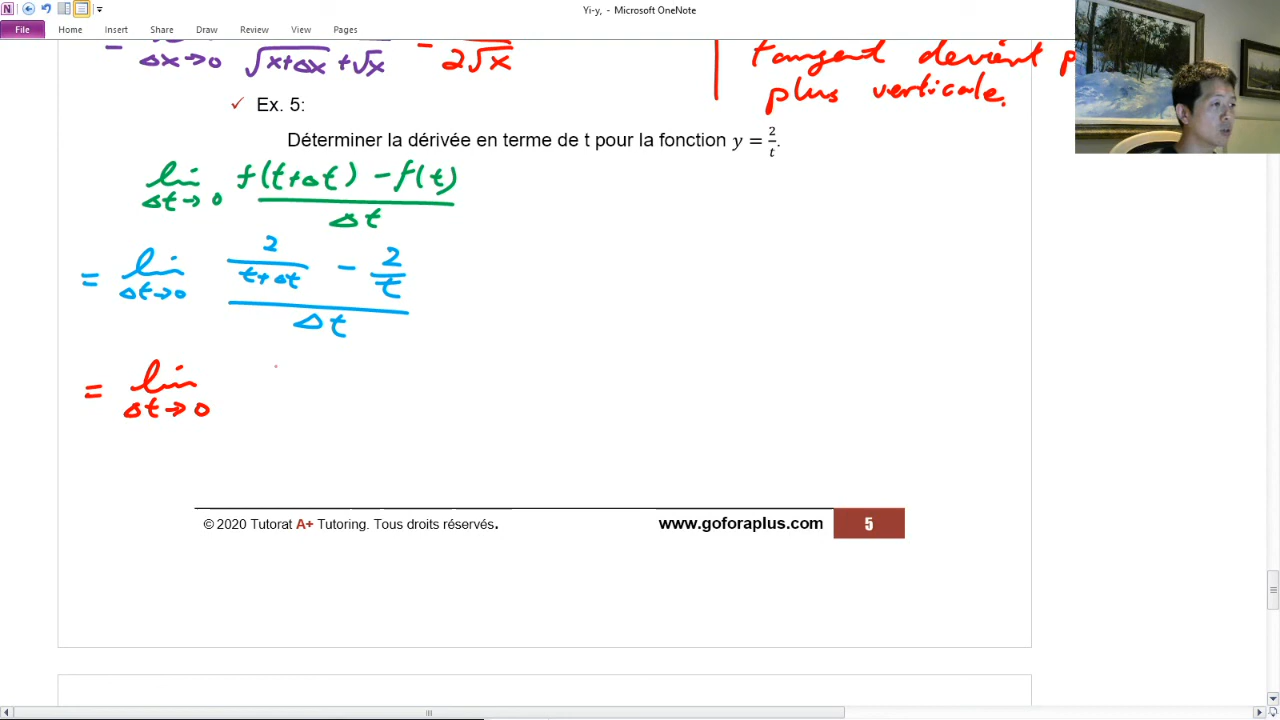 Yi-y, - Microsoft OneNote
File Home Insert Share Draw Review View Pages
= Δx→0 √x+Δx + √x - 2√x
tangent devient p
plus verticale.
✓ Ex. 5:
Déterminer la dérivée en terme de t pour la fonction y = 2/t.
lim Δt→0 (f(t+Δt) - f(t))/Δt
= lim Δt→0 (2/(t+Δt) - 2/t)/Δt
= lim Δt→0
© 2020 Tutorat A+ Tutoring. Tous droits réservés. www.goforaplus.com 5